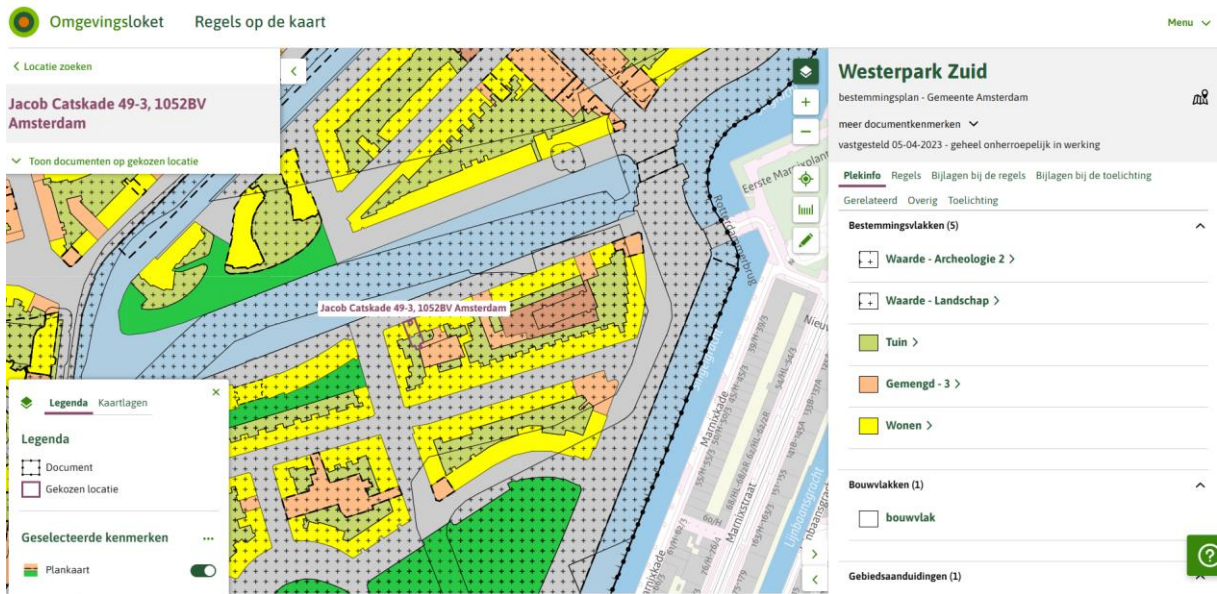 Omgevingsloket
Regels op de kaart
Menu
Locatie zoeken
Jacob Catskade 49-3, 1052BV
Amsterdam
Toon documenten op gekozen locatie
Jacob Catskade 49-3, 1052BV Amsterdam
Legenda Kaartlagen
Legenda
Document
Gekozen locatie
Geselecteerde kenmerken
Plankaart
Marnixkade
Marnixstraat
Lijnbaansgracht
Westerpark Zuid
bestemmingsplan - Gemeente Amsterdam
meer documentkenmerken
vastgesteld 05-04-2023 - geheel onherroepelijk in werking
Plekinfo Regels Bijlagen bij de regels Bijlagen bij de toelichting
Gerelateerd Overig Toelichting
Bestemmingsvlakken (5)
Waarde - Archeologie 2
Waarde - Landschap
Tuin
Gemengd - 3
Wonen
Bouwvlakken (1)
bouwvlak
Gebiedsaanduidingen (1)